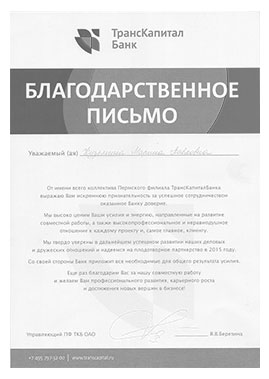 ТрансКапитал
Банк
БЛАГОДАРСТВЕННОЕ
ПИСЬМО
Уважаемый (ая)
От имени всего коллектива Пермского филиала ТрансКапиталБанка
выражаю Вам искреннюю признательность за успешное сотрудничество
оказанное Банку доверие.
Мы высоко ценим Ваши усилия и энергию, направленные на развитие
совместной работы, а также высокопрофессиональное и неравнодушное
отношение к каждому проекту и, самое главное, клиенту.
Мы твердо уверены в дальнейшем успешном развитии наших деловых
и дружеских отношений и надеемся на плодотворное партнерство в 2015 году.
Со своей стороны Банк приложит все необходимые для общего результата усилия.
Еще раз благодарим Вас за нашу совместную работу
и желаем Вам профессионального развития, карьерного роста
и достижения новых вершин в бизнесе!
Управляющий ПФ ТКБ ОАО В.В.Березина
www.transcapital.ru